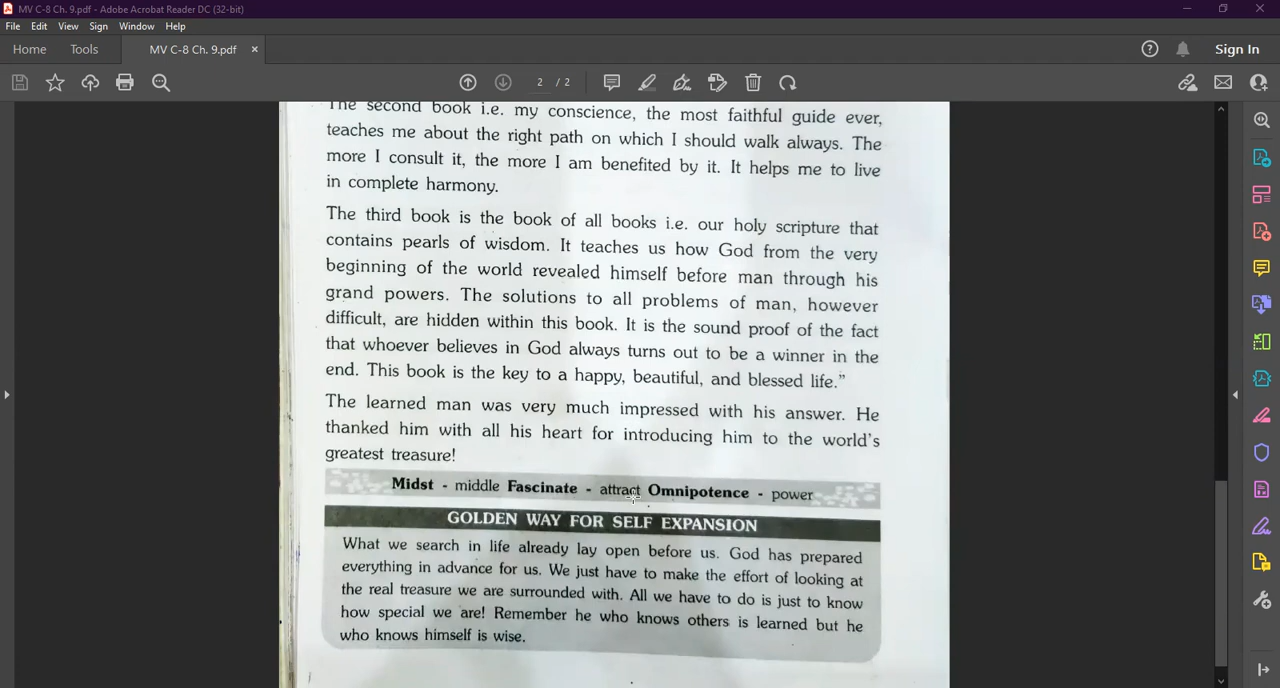 MV C-8 Ch. 9.pdf - Adobe Acrobat Reader DC (32-bit)
File Edit View Sign Window Help
Home Tools MV C-8 Ch. 9.pdf × Sign In
2 / 2
The second book i.e. my conscience, the most faithful guide ever,
teaches me about the right path on which I should walk always. The
more I consult it, the more I am benefited by it. It helps me to live
in complete harmony.
The third book is the book of all books i.e. our holy scripture that
contains pearls of wisdom. It teaches us how God from the very
beginning of the world revealed himself before man through his
grand powers. The solutions to all problems of man, however
difficult, are hidden within this book. It is the sound proof of the fact
that whoever believes in God always turns out to be a winner in the
end. This book is the key to a happy, beautiful, and blessed life.”
The learned man was very much impressed with his answer. He
thanked him with all his heart for introducing him to the world's
greatest treasure!
Midst - middle Fascinate - attract Omnipotence - power
GOLDEN WAY FOR SELF EXPANSION
What we search in life already lay open before us. God has prepared
everything in advance for us. We just have to make the effort of looking at
the real treasure we are surrounded with. All we have to do is just to know
how special we are! Remember he who knows others is learned but he
who knows himself is wise.